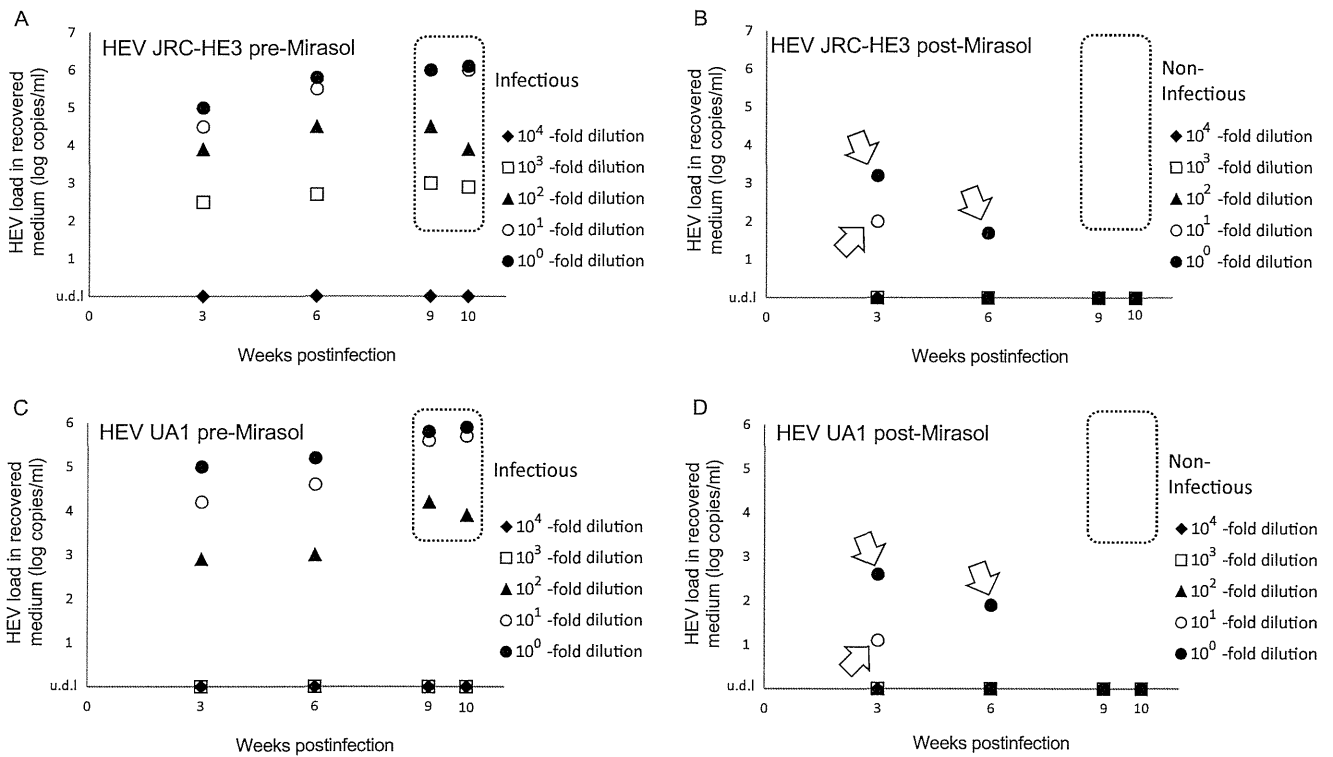 A
HEV JRC-HE3 pre-Mirasol
HEV load in recovered
medium (log copies/ml)
7
6
5
4
3
2
1
u.d.l
0
3
6
9
10
Weeks postinfection
Infectious
10⁴ -fold dilution
10³ -fold dilution
10² -fold dilution
10¹ -fold dilution
10⁰ -fold dilution
B
HEV JRC-HE3 post-Mirasol
HEV load in recovered
medium (log copies/ml)
7
6
5
4
3
2
1
u.d.l
0
3
6
9
10
Weeks postinfection
Non-
Infectious
10⁴ -fold dilution
10³ -fold dilution
10² -fold dilution
10¹ -fold dilution
10⁰ -fold dilution
C
HEV UA1 pre-Mirasol
HEV load in recovered
medium (log copies/ml)
6
5
4
3
2
1
u.d.l
0
3
6
9
10
Weeks postinfection
Infectious
10⁴ -fold dilution
10³ -fold dilution
10² -fold dilution
10¹ -fold dilution
10⁰ -fold dilution
D
HEV UA1 post-Mirasol
HEV load in recovered
medium (log copies/ml)
6
5
4
3
2
1
u.d.l
0
3
6
9
10
Weeks postinfection
Non-
Infectious
10⁴ -fold dilution
10³ -fold dilution
10² -fold dilution
10¹ -fold dilution
10⁰ -fold dilution